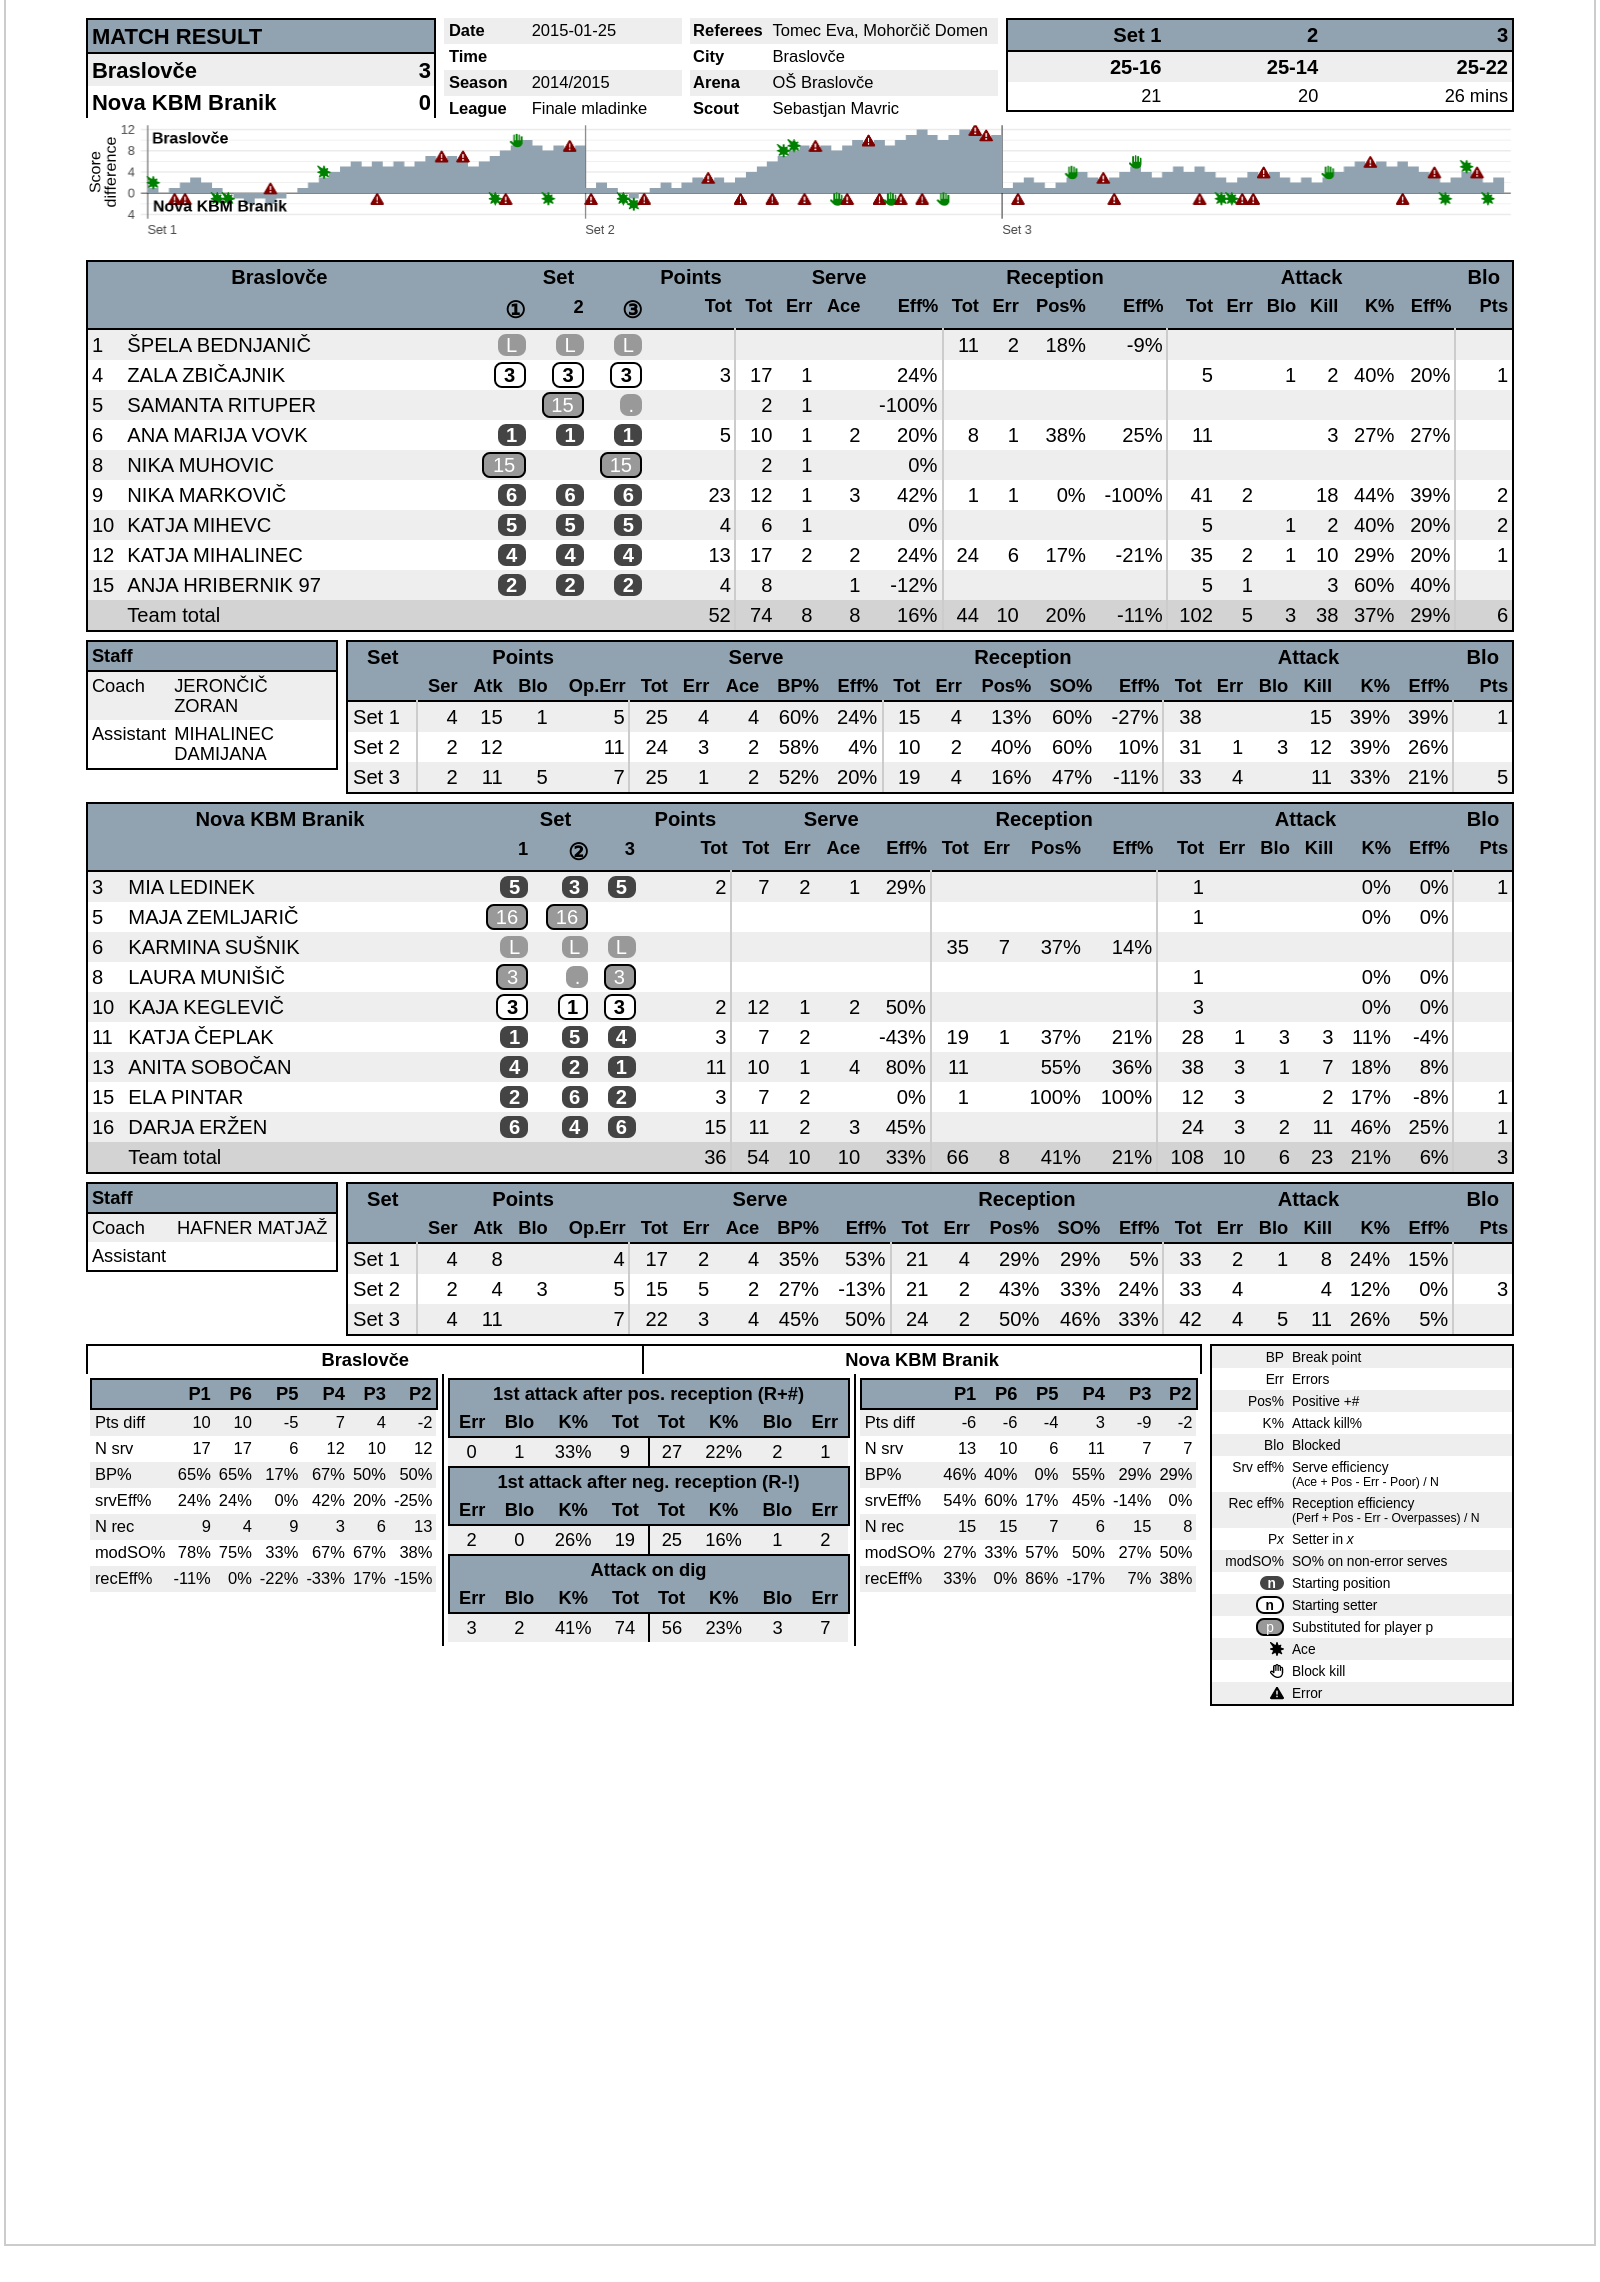 MATCH RESULT
Braslovče 3
Nova KBM Branik 0
Date 2015-01-25
Time
Season 2014/2015
League Finale mladinke
Referees Tomec Eva, Mohorčič Domen
City Braslovče
Arena OŠ Braslovče
Scout Sebastjan Mavric
Set 1 2 3
25-16 25-14 25-22
21 20 26 mins
Score difference
12
8
4
0
4
Braslovče
Nova KBM Branik
Set 1 Set 2 Set 3
Braslovče Set Points Serve Reception Attack Blo
① 2 ③ Tot Tot Err Ace Eff% Tot Err Pos% Eff% Tot Err Blo Kill K% Eff% Pts
1 ŠPELA BEDNJANIČ L L L 11 2 18% -9%
4 ZALA ZBIČAJNIK 3 3 3 3 17 1 24% 5 1 2 40% 20% 1
5 SAMANTA RITUPER 15 . 2 1 -100%
6 ANA MARIJA VOVK 1 1 1 5 10 1 2 20% 8 1 38% 25% 11 3 27% 27%
8 NIKA MUHOVIC 15 15 2 1 0%
9 NIKA MARKOVIČ 6 6 6 23 12 1 3 42% 1 1 0% -100% 41 2 18 44% 39% 2
10 KATJA MIHEVC 5 5 5 4 6 1 0% 5 1 2 40% 20% 2
12 KATJA MIHALINEC 4 4 4 13 17 2 2 24% 24 6 17% -21% 35 2 1 10 29% 20% 1
15 ANJA HRIBERNIK 97 2 2 2 4 8 1 -12% 5 1 3 60% 40%
Team total 52 74 8 8 16% 44 10 20% -11% 102 5 3 38 37% 29% 6
Staff
Coach JERONČIČ ZORAN
Assistant MIHALINEC DAMIJANA
Set Points Serve Reception Attack Blo
Ser Atk Blo Op.Err Tot Err Ace BP% Eff% Tot Err Pos% SO% Eff% Tot Err Blo Kill K% Eff% Pts
Set 1 4 15 1 5 25 4 4 60% 24% 15 4 13% 60% -27% 38 15 39% 39% 1
Set 2 2 12 11 24 3 2 58% 4% 10 2 40% 60% 10% 31 1 3 12 39% 26%
Set 3 2 11 5 7 25 1 2 52% 20% 19 4 16% 47% -11% 33 4 11 33% 21% 5
Nova KBM Branik Set Points Serve Reception Attack Blo
1 ② 3 Tot Tot Err Ace Eff% Tot Err Pos% Eff% Tot Err Blo Kill K% Eff% Pts
3 MIA LEDINEK 5 3 5 2 7 2 1 29% 1 0% 0% 1
5 MAJA ZEMLJARIČ 16 16 1 0% 0%
6 KARMINA SUŠNIK L L L 35 7 37% 14%
8 LAURA MUNIŠIČ 3 . 3 1 0% 0%
10 KAJA KEGLEVIČ 3 1 3 2 12 1 2 50% 3 0% 0%
11 KATJA ČEPLAK 1 5 4 3 7 2 -43% 19 1 37% 21% 28 1 3 3 11% -4%
13 ANITA SOBOČAN 4 2 1 11 10 1 4 80% 11 55% 36% 38 3 1 7 18% 8%
15 ELA PINTAR 2 6 2 3 7 2 0% 1 100% 100% 12 3 2 17% -8% 1
16 DARJA ERŽEN 6 4 6 15 11 2 3 45% 24 3 2 11 46% 25% 1
Team total 36 54 10 10 33% 66 8 41% 21% 108 10 6 23 21% 6% 3
Staff
Coach HAFNER MATJAŽ
Assistant
Set Points Serve Reception Attack Blo
Ser Atk Blo Op.Err Tot Err Ace BP% Eff% Tot Err Pos% SO% Eff% Tot Err Blo Kill K% Eff% Pts
Set 1 4 8 4 17 2 4 35% 53% 21 4 29% 29% 5% 33 2 1 8 24% 15%
Set 2 2 4 3 5 15 5 2 27% -13% 21 2 43% 33% 24% 33 4 4 12% 0% 3
Set 3 4 11 7 22 3 4 45% 50% 24 2 50% 46% 33% 42 4 5 11 26% 5%
Braslovče Nova KBM Branik
P1 P6 P5 P4 P3 P2
Pts diff 10 10 -5 7 4 -2
N srv 17 17 6 12 10 12
BP% 65% 65% 17% 67% 50% 50%
srvEff% 24% 24% 0% 42% 20% -25%
N rec 9 4 9 3 6 13
modSO% 78% 75% 33% 67% 67% 38%
recEff% -11% 0% -22% -33% 17% -15%
1st attack after pos. reception (R+#)
Err Blo K% Tot Tot K% Blo Err
0 1 33% 9 27 22% 2 1
1st attack after neg. reception (R-!)
Err Blo K% Tot Tot K% Blo Err
2 0 26% 19 25 16% 1 2
Attack on dig
Err Blo K% Tot Tot K% Blo Err
3 2 41% 74 56 23% 3 7
P1 P6 P5 P4 P3 P2
Pts diff -6 -6 -4 3 -9 -2
N srv 13 10 6 11 7 7
BP% 46% 40% 0% 55% 29% 29%
srvEff% 54% 60% 17% 45% -14% 0%
N rec 15 15 7 6 15 8
modSO% 27% 33% 57% 50% 27% 50%
recEff% 33% 0% 86% -17% 7% 38%
BP Break point
Err Errors
Pos% Positive +#
K% Attack kill%
Blo Blocked
Srv eff% Serve efficiency
(Ace + Pos - Err - Poor) / N
Rec eff% Reception efficiency
(Perf + Pos - Err - Overpasses) / N
Px Setter in x
modSO% SO% on non-error serves
n Starting position
n Starting setter
p Substituted for player p
Ace
Block kill
Error